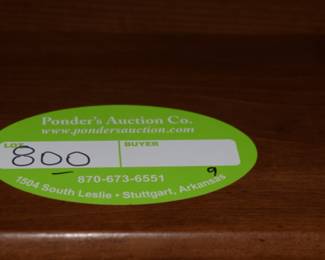 Ponder's Auction Co.
www.pondersauction.com
LOT BUYER
800
870-673-6551
9
1504 South Leslie • Stuttgart, Arkansas